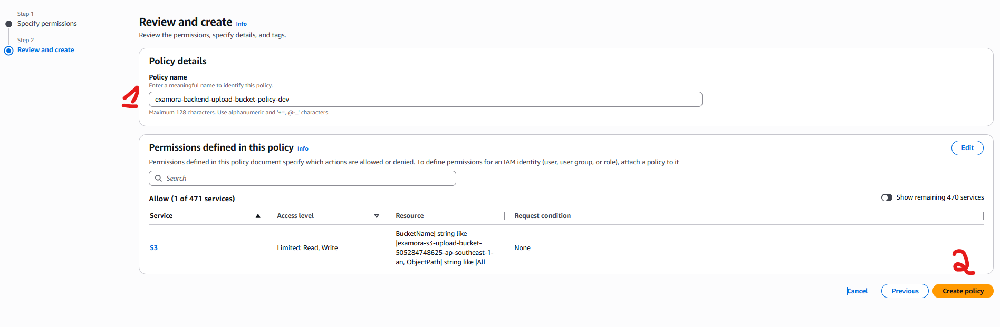 Step 1
Specify permissions
Step 2
Review and create
Review and create Info
Review the permissions, specify details, and tags.
Policy details
Policy name
Enter a meaningful name to identify this policy.
1
examora-backend-upload-bucket-policy-dev
Maximum 128 characters. Use alphanumeric and '+=,.@-_' characters.
Permissions defined in this policy Info
Edit
Permissions defined in this policy document specify which actions are allowed or denied. To define permissions for an IAM identity (user, user group, or role), attach a policy to it
Search
Allow (1 of 471 services)
Show remaining 470 services
Service Access level Resource Request condition
S3
Limited: Read, Write
BucketName| string like
|examora-s3-upload-bucket-
505284748625-ap-southeast-1-
an, ObjectPath| string like |All
None
2
Cancel Previous Create policy